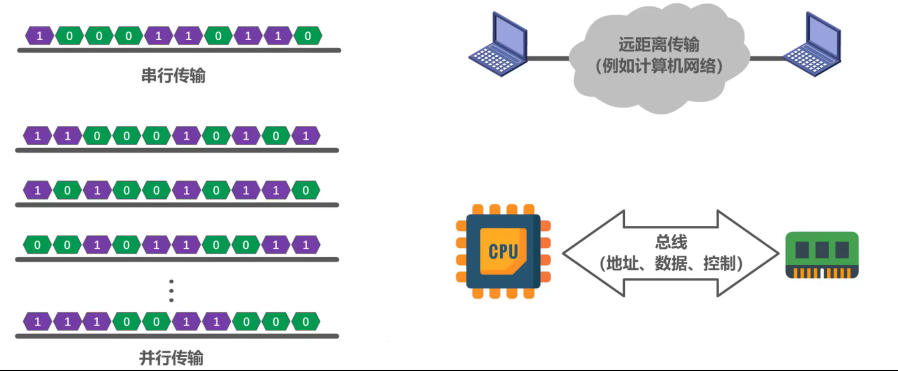 1 0 0 0 1 1 0 1 1 0
串行传输
1 1 0 0 0 1 0 1 0 1
1 0 1 0 0 1 0 1 1 0
0 0 1 0 1 1 0 0 1 1
1 1 1 0 0 1 1 0 0 0
并行传输
远距离传输
（例如计算机网络）
CPU
总线
（地址、数据、控制）